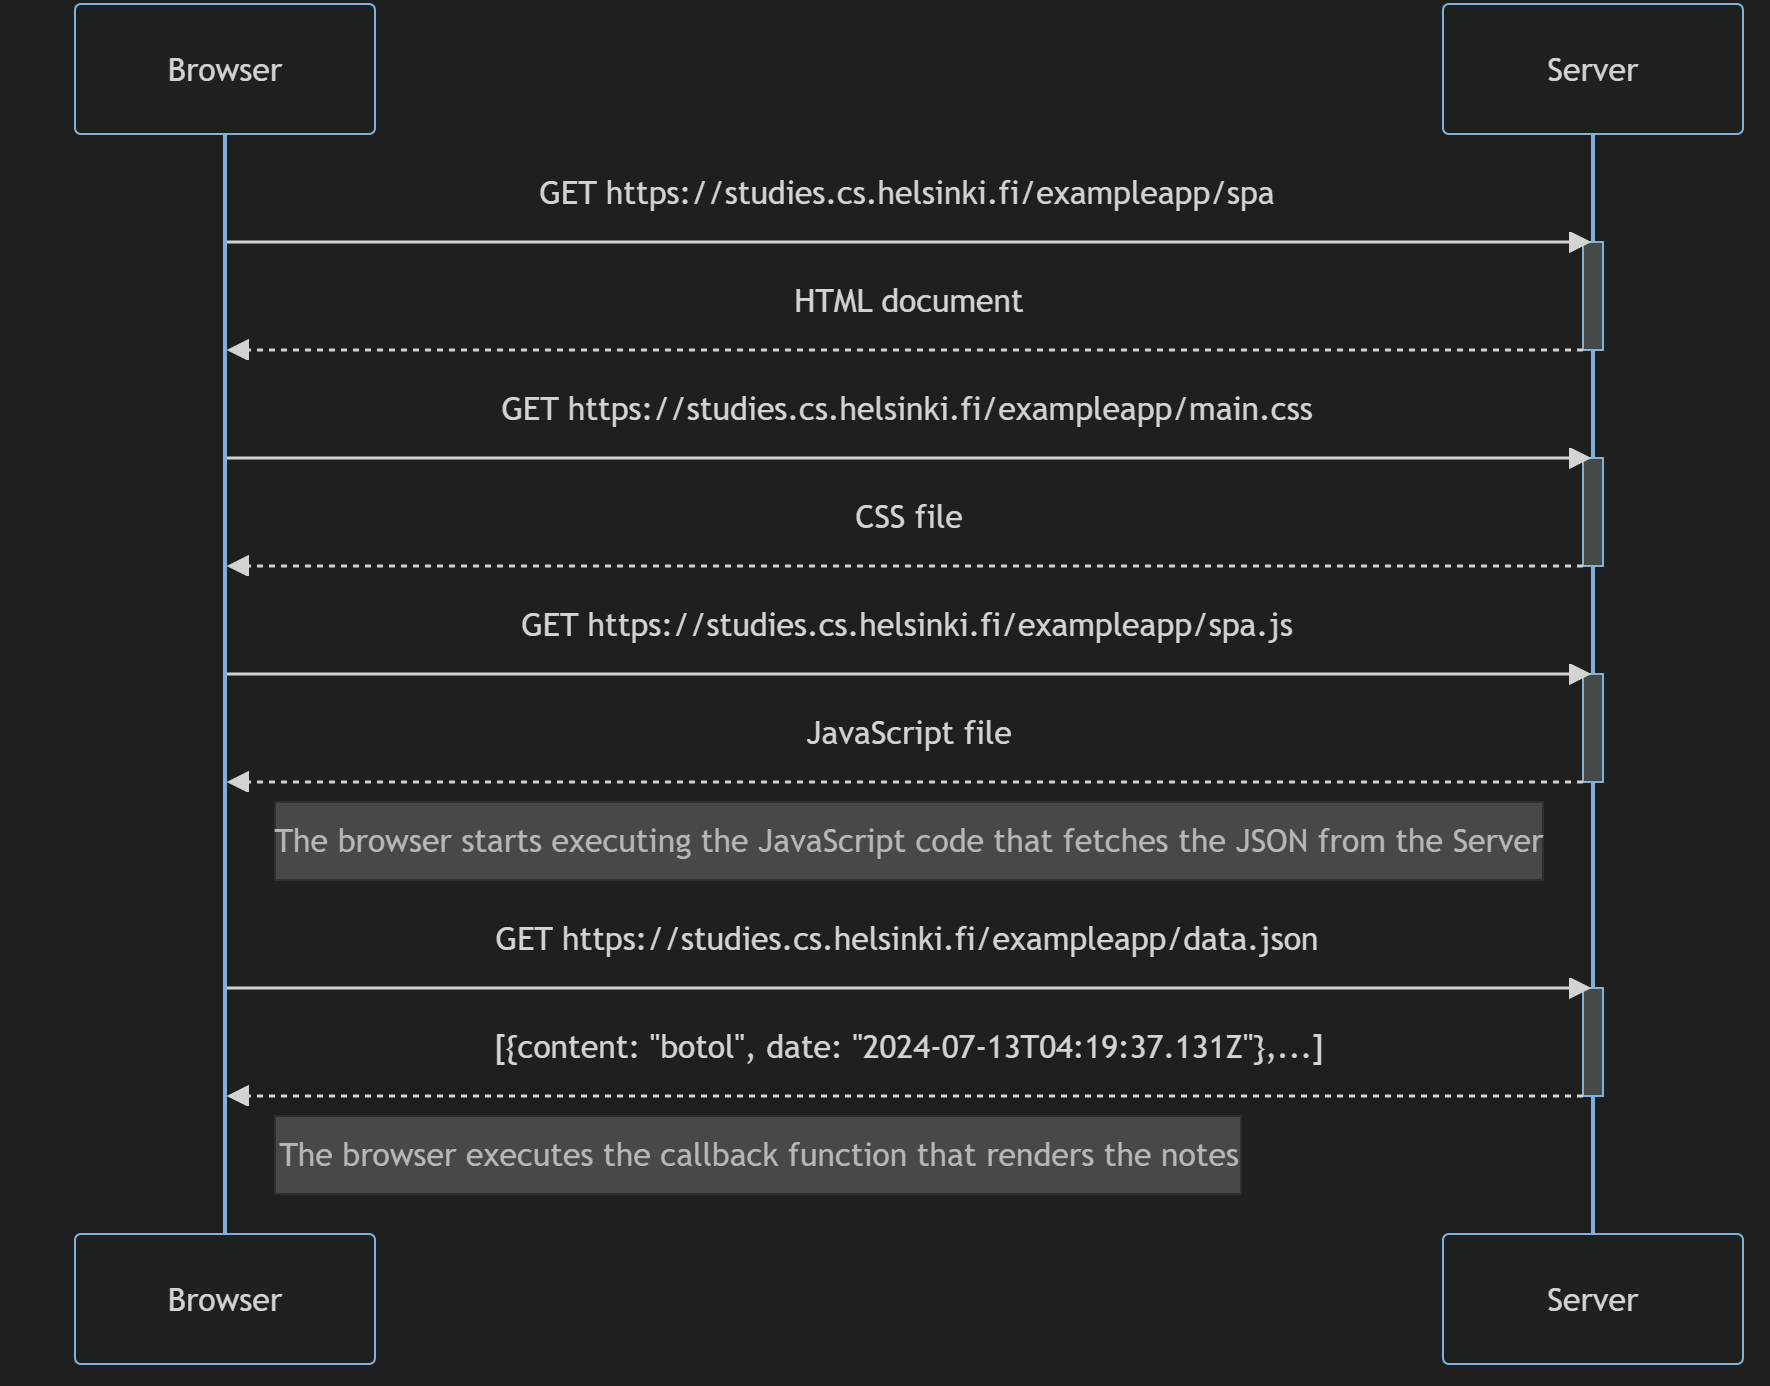 Browser
Server
GET https://studies.cs.helsinki.fi/exampleapp/spa
HTML document
GET https://studies.cs.helsinki.fi/exampleapp/main.css
CSS file
GET https://studies.cs.helsinki.fi/exampleapp/spa.js
JavaScript file
The browser starts executing the JavaScript code that fetches the JSON from the Server
GET https://studies.cs.helsinki.fi/exampleapp/data.json
[{content: "botol", date: "2024-07-13T04:19:37.131Z"},...]
The browser executes the callback function that renders the notes
Browser
Server